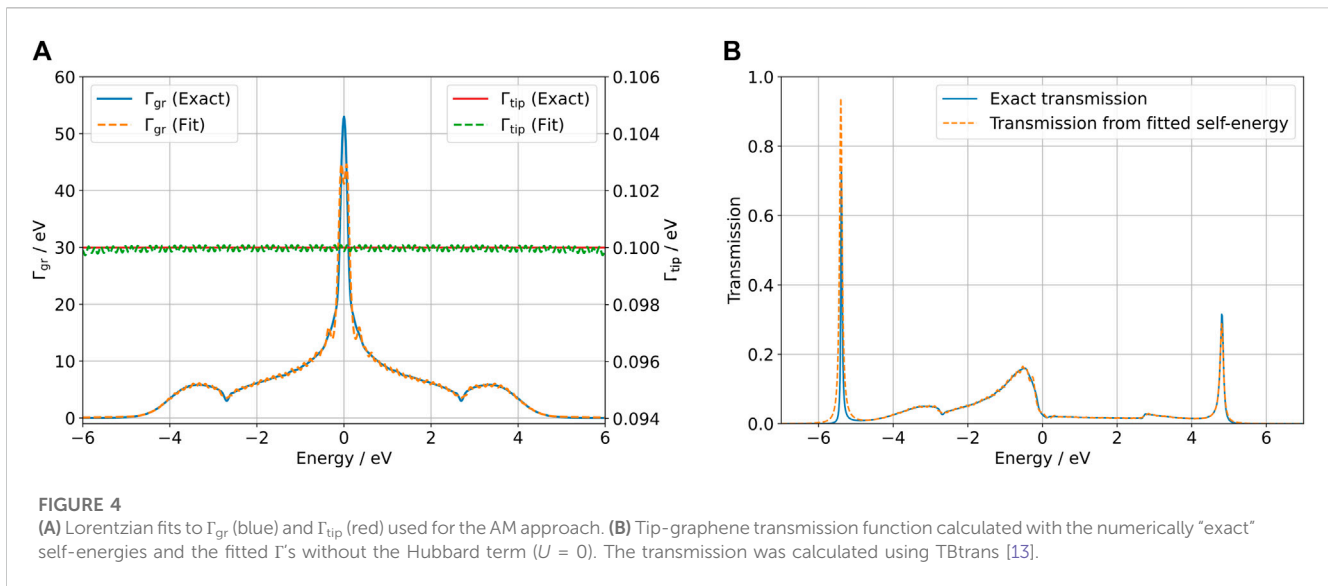 A
60
50
40
30
20
10
0
Γgr / eV
Γgr (Exact)
Γgr (Fit)
Γtip (Exact)
Γtip (Fit)
0.106
0.104
0.102
0.100
0.098
0.096
0.094
Γtip / eV
−6 −4 −2 0 2 4 6
Energy / eV
B
1.0
0.8
0.6
0.4
0.2
0.0
Transmission
Exact transmission
Transmission from fitted self-energy
−6 −4 −2 0 2 4 6
Energy / eV
FIGURE 4
(A) Lorentzian fits to Γgr (blue) and Γtip (red) used for the AM approach. (B) Tip-graphene transmission function calculated with the numerically “exact”
self-energies and the fitted Γ’s without the Hubbard term (U = 0). The transmission was calculated using TBtrans [13].